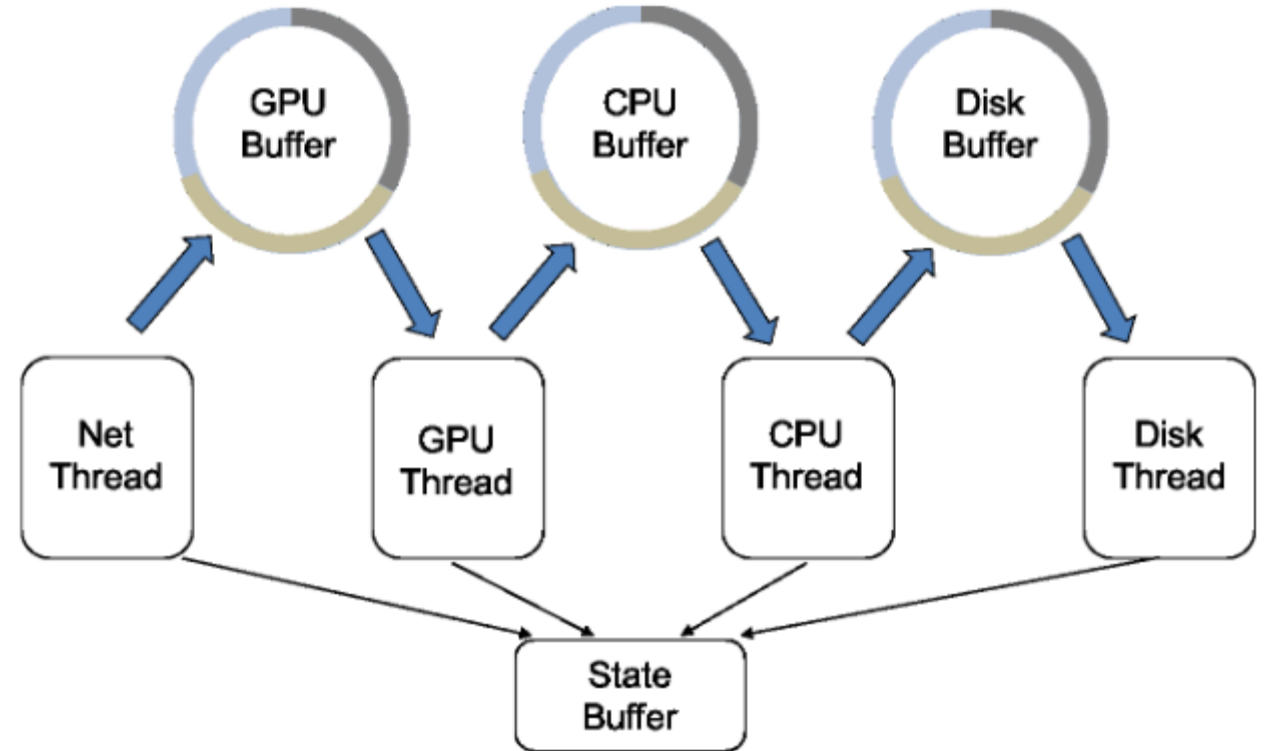 GPU
Buffer
CPU
Buffer
Disk
Buffer
Net
Thread
GPU
Thread
CPU
Thread
Disk
Thread
State
Buffer